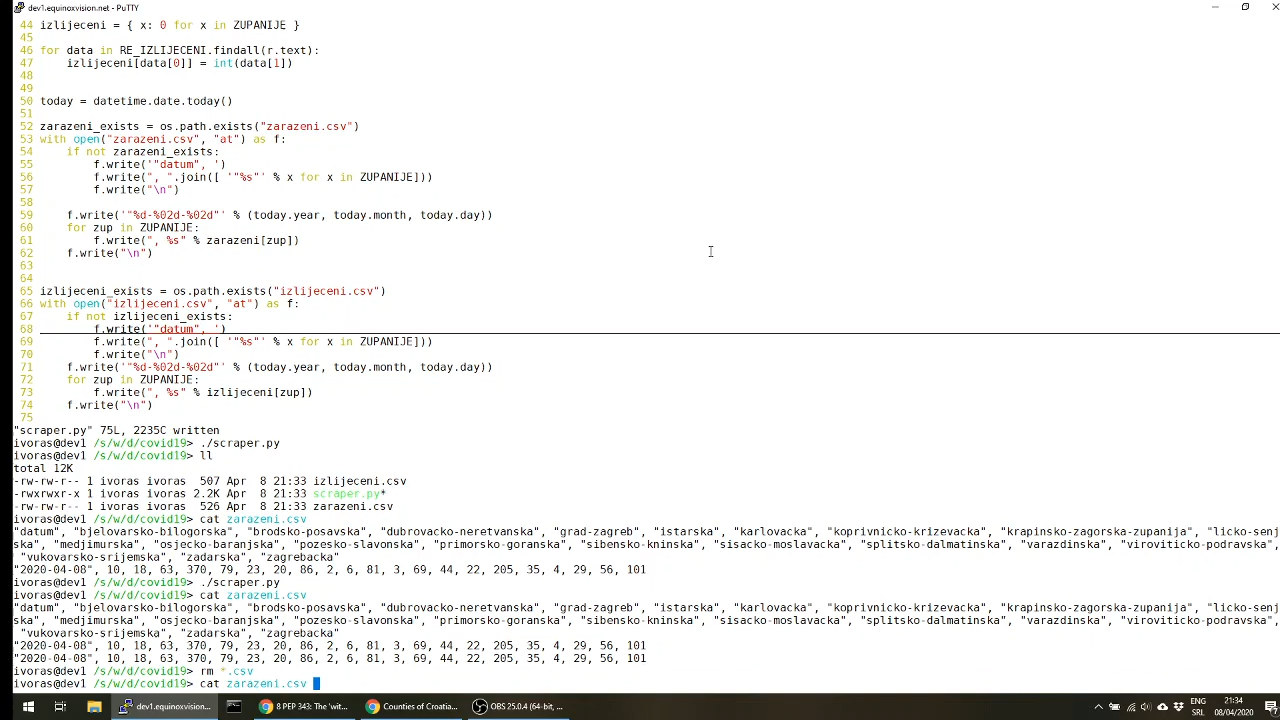 dev1.equinoxvision.net - PuTTY
44 izlijeceni = { x: 0 for x in ZUPANIJE }
45
46 for data in RE_IZLIJECENI.findall(r.text):
47     izlijeceni[data[0]] = int(data[1])
48
49
50 today = datetime.date.today()
51
52 zarazeni_exists = os.path.exists("zarazeni.csv")
53 with open("zarazeni.csv", "at") as f:
54     if not zarazeni_exists:
55         f.write('"datum", ')
56         f.write(", ".join([ '"%s"' % x for x in ZUPANIJE]))
57         f.write("\n")
58
59     f.write('"%d-%02d-%02d"' % (today.year, today.month, today.day))
60     for zup in ZUPANIJE:
61         f.write(", %s" % zarazeni[zup])
62     f.write("\n")
63
64
65 izlijeceni_exists = os.path.exists("izlijeceni.csv")
66 with open("izlijeceni.csv", "at") as f:
67     if not izlijeceni_exists:
68         f.write('"datum", ')
69         f.write(", ".join([ '"%s"' % x for x in ZUPANIJE]))
70         f.write("\n")
71     f.write('"%d-%02d-%02d"' % (today.year, today.month, today.day))
72     for zup in ZUPANIJE:
73         f.write(", %s" % izlijeceni[zup])
74     f.write("\n")
75
"scraper.py" 75L, 2235C written
ivoras@dev1 /s/w/d/covid19> ./scraper.py
ivoras@dev1 /s/w/d/covid19> ll
total 12K
-rw-rw-r-- 1 ivoras ivoras  507 Apr  8 21:33 izlijeceni.csv
-rwxrwxr-x 1 ivoras ivoras 2.2K Apr  8 21:33 scraper.py*
-rw-rw-r-- 1 ivoras ivoras  526 Apr  8 21:33 zarazeni.csv
ivoras@dev1 /s/w/d/covid19> cat zarazeni.csv
"datum", "bjelovarsko-bilogorska", "brodsko-posavska", "dubrovacko-neretvanska", "grad-zagreb", "istarska", "karlovacka", "koprivnicko-krizevacka", "krapinsko-zagorska-zupanija", "licko-senj
ska", "medjimurska", "osjecko-baranjska", "pozesko-slavonska", "primorsko-goranska", "sibensko-kninska", "sisacko-moslavacka", "splitsko-dalmatinska", "varazdinska", "viroviticko-podravska",
 "vukovarsko-srijemska", "zadarska", "zagrebacka"
"2020-04-08", 10, 18, 63, 370, 79, 23, 20, 86, 2, 6, 81, 3, 69, 44, 22, 205, 35, 4, 29, 56, 101
ivoras@dev1 /s/w/d/covid19> ./scraper.py
ivoras@dev1 /s/w/d/covid19> cat zarazeni.csv
"datum", "bjelovarsko-bilogorska", "brodsko-posavska", "dubrovacko-neretvanska", "grad-zagreb", "istarska", "karlovacka", "koprivnicko-krizevacka", "krapinsko-zagorska-zupanija", "licko-senj
ska", "medjimurska", "osjecko-baranjska", "pozesko-slavonska", "primorsko-goranska", "sibensko-kninska", "sisacko-moslavacka", "splitsko-dalmatinska", "varazdinska", "viroviticko-podravska",
 "vukovarsko-srijemska", "zadarska", "zagrebacka"
"2020-04-08", 10, 18, 63, 370, 79, 23, 20, 86, 2, 6, 81, 3, 69, 44, 22, 205, 35, 4, 29, 56, 101
"2020-04-08", 10, 18, 63, 370, 79, 23, 20, 86, 2, 6, 81, 3, 69, 44, 22, 205, 35, 4, 29, 56, 101
ivoras@dev1 /s/w/d/covid19> rm *.csv
ivoras@dev1 /s/w/d/covid19> cat zarazeni.csv
dev1.equinoxvision... 8 PEP 343: The 'wit... Counties of Croatia... OBS 25.0.4 (64-bit, ... ENG 21:34
SRL 08/04/2020